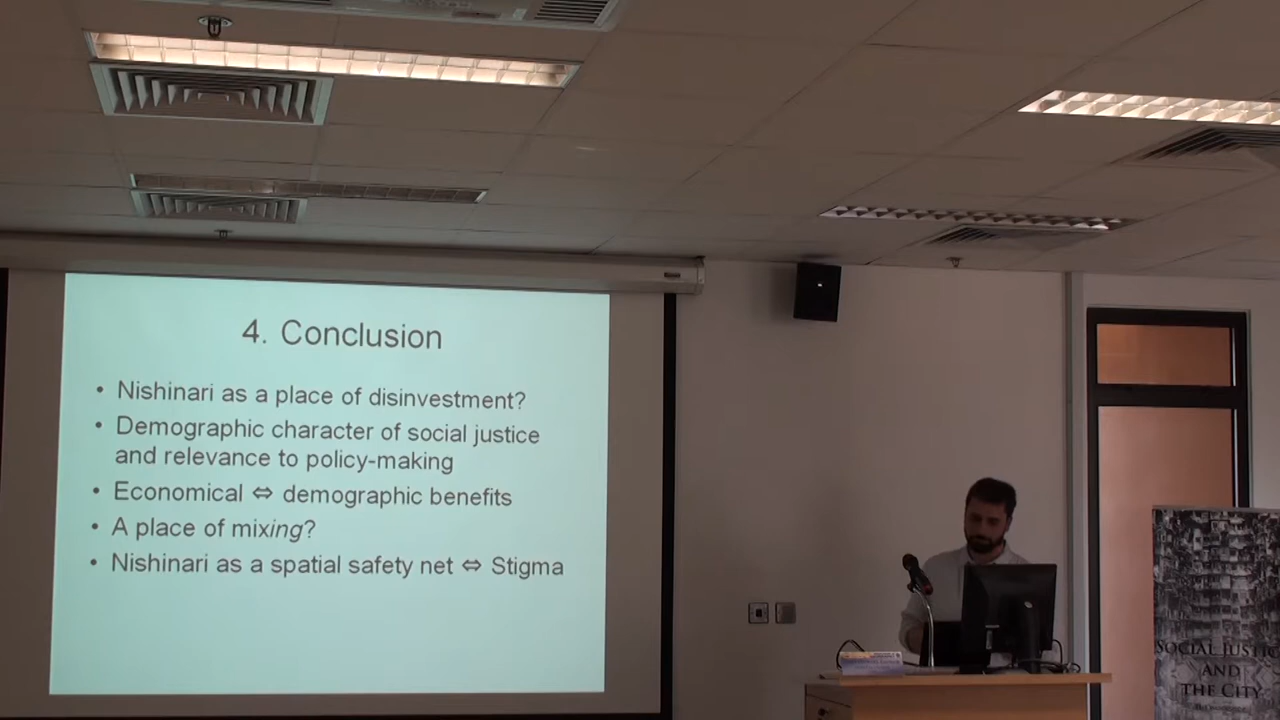 4. Conclusion
• Nishinari as a place of disinvestment?
• Demographic character of social justice
and relevance to policy-making
• Economical ⇔ demographic benefits
• A place of mixing?
• Nishinari as a spatial safety net ⇔ Stigma
SOCIAL JUSTIC
AND
THE CITY